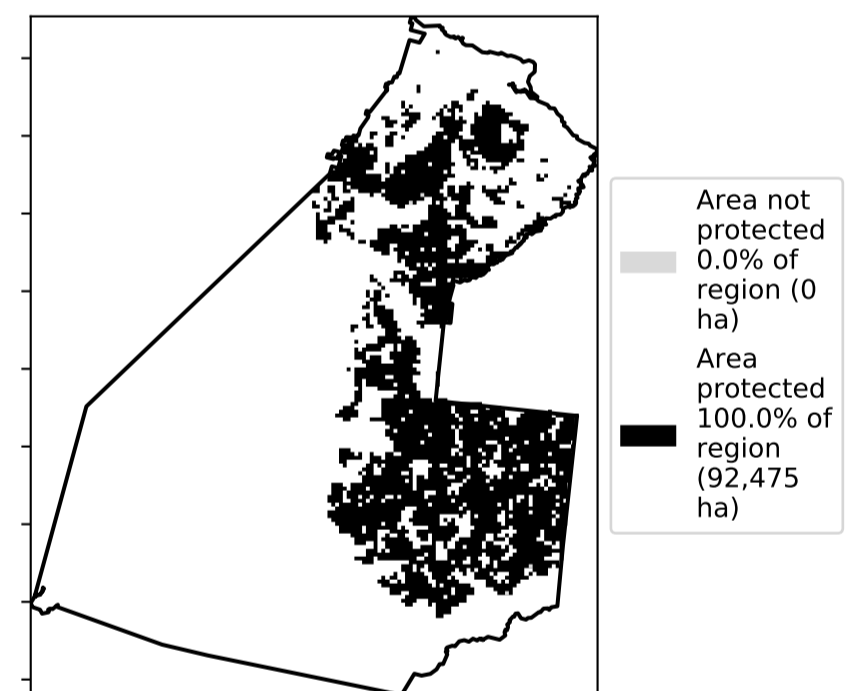 Area not
protected
0.0% of
region (0
ha)
Area
protected
100.0% of
region
(92,475
ha)